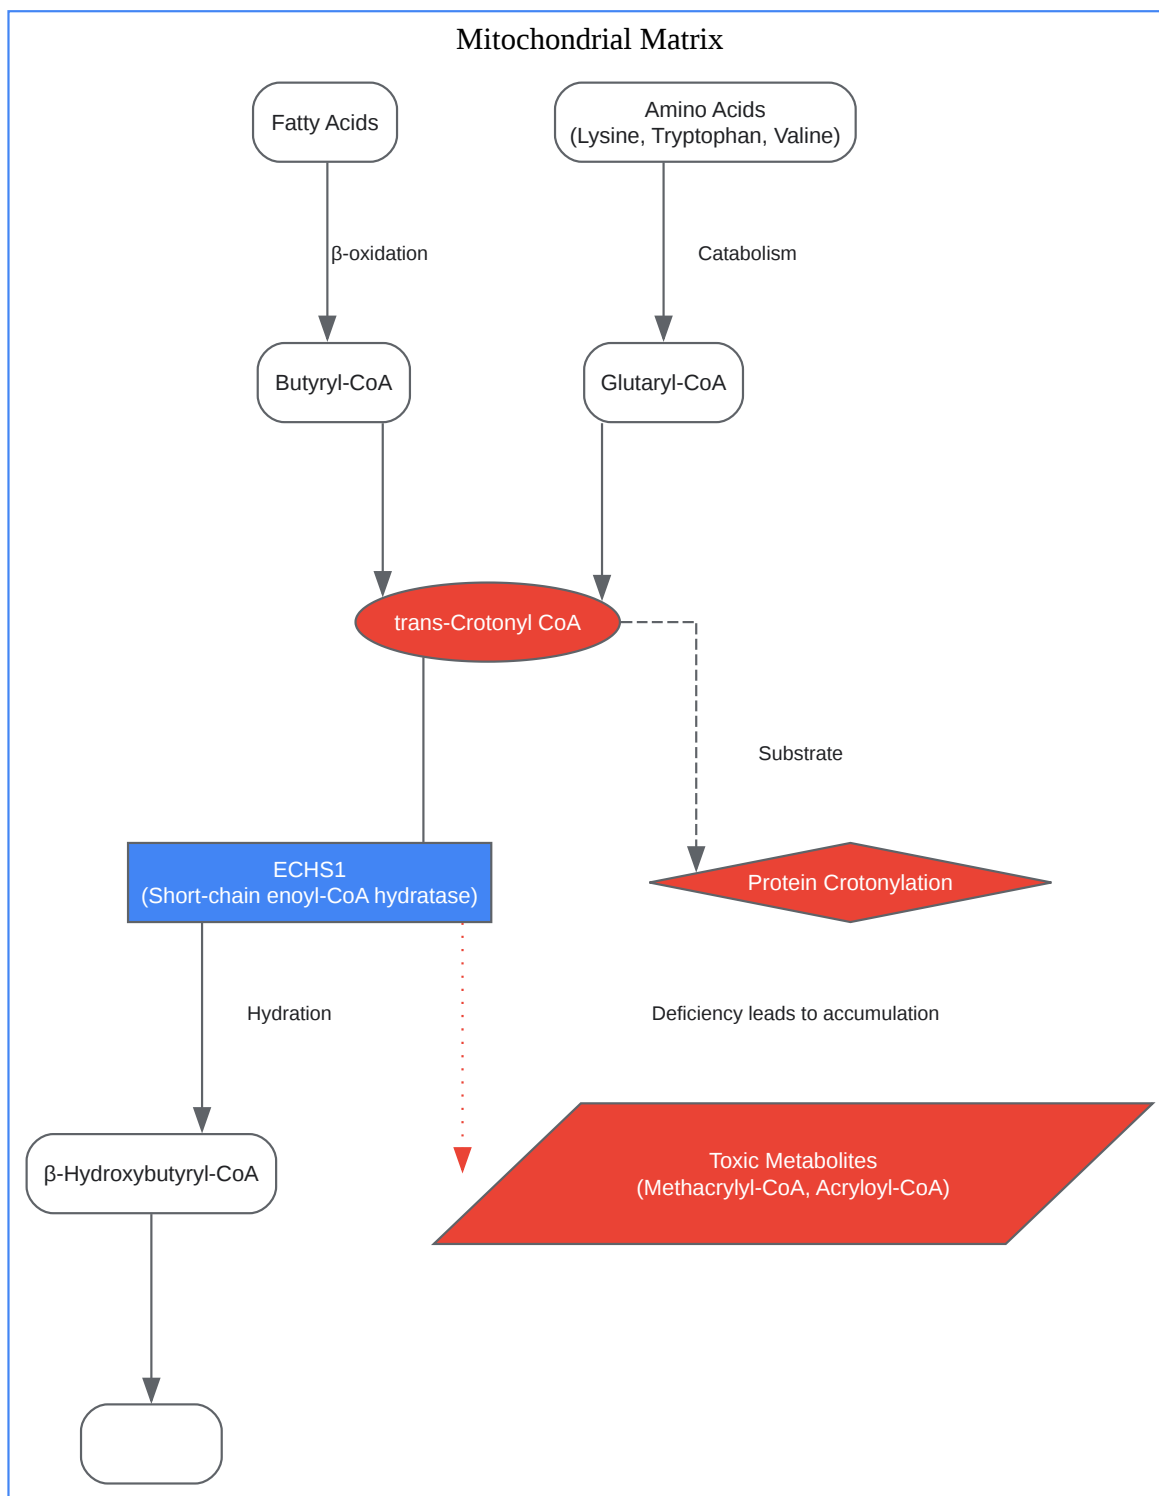 Mitochondrial Matrix
Fatty Acids
Amino Acids
(Lysine, Tryptophan, Valine)
β-oxidation
Catabolism
Butyryl-CoA
Glutaryl-CoA
trans-Crotonyl CoA
Substrate
ECHS1
(Short-chain enoyl-CoA hydratase)
Protein Crotonylation
Hydration
Deficiency leads to accumulation
Toxic Metabolites
(Methacrylyl-CoA, Acryloyl-CoA)
β-Hydroxybutyryl-CoA